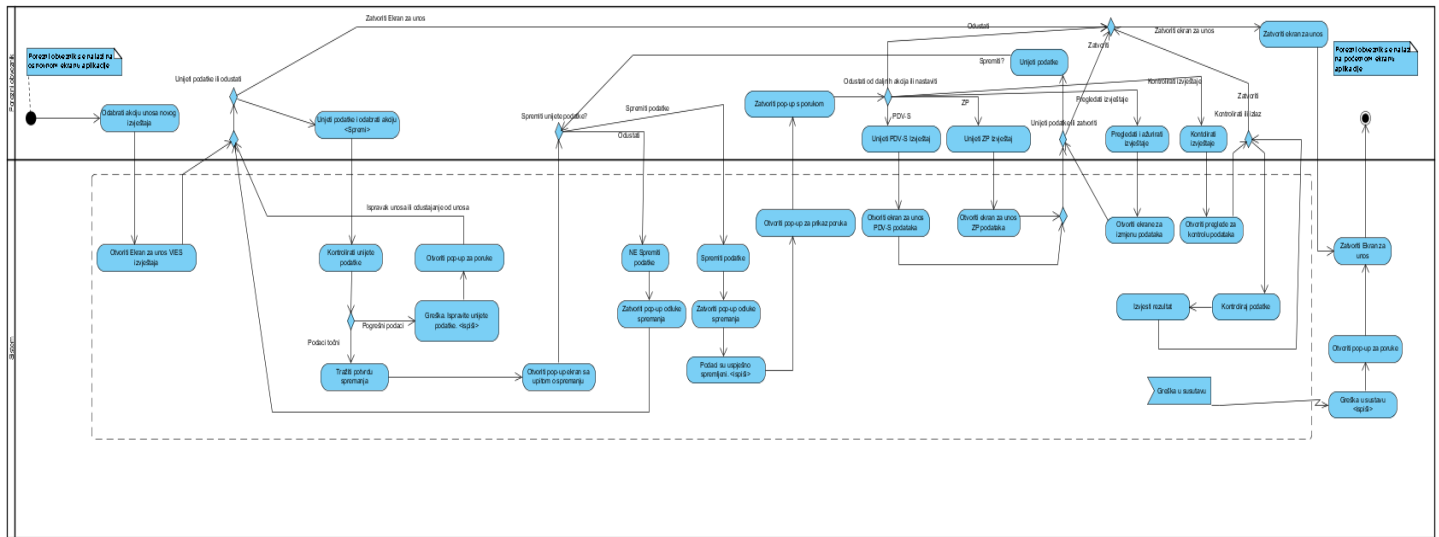 Porezni obveznik
Porezni obveznik se nalazi na
osnovnom ekranu aplikacije
Odabrati akciju unosa novog
izvještaja
Unijeti podatke ili odustati
Zatvoriti Ekran za unos
Unijeti podatke i odabrati akciju
<Spremi>
Spremiti unijete podatke?
Spremiti podatke
Odustati
Zatvoriti pop-up s porukom
Odustati od daljnih akcija ili nastaviti
Odustati
PDV-S
ZP
Unijeti PDV-S Izvještaj
Unijeti ZP Izvještaj
Spremiti?
Unijeti podatke
Unijeti podatke ili zatvoriti
Zatvoriti
Pregledati izvještaje
Pregledati i ažurirati
izvještaje
Kontrolirati izvještaje
Kontrolirati
izvještaje
Zatvoriti
Kontrolirati ili izlaz
Zatvoriti ekran za unos
Zatvoriti ekran za unos
Porezni obveznik se nalazi
na početnom ekranu
aplikacije
Sistem
Otvoriti Ekran za unos VIES
izvještaja
Ispravak unosa ili odustajanje od unosa
Kontrolirati unijete
podatke
Otvoriti pop-up za poruke
Greška. Ispravite unijete
podatke. <ispiši>
Pogrešni podaci
Podaci točni
Tražiti potvrdu
spremanja
Otvoriti pop-up ekran sa
upitom o spremanju
NE Spremiti
podatke
Zatvoriti pop-up odluke
spremanja
Spremiti podatke
Zatvoriti pop-up odluke
spremanja
Podaci su uspješno
spremljeni. <ispiši>
Otvoriti pop-up za prikaz poruka
Otvoriti ekran za unos
PDV-S podataka
Otvoriti ekran za unos
ZP podataka
Otvoriti ekrane za
izmjenu podataka
Otvoriti preglede za
kontrolu podataka
Izvjesti rezultat
Kontroliraj podatke
Greška u susutavu
Greška u sustavu
<ispiši>
Otvoriti pop-up za poruke
Zatvoriti Ekran za
unos